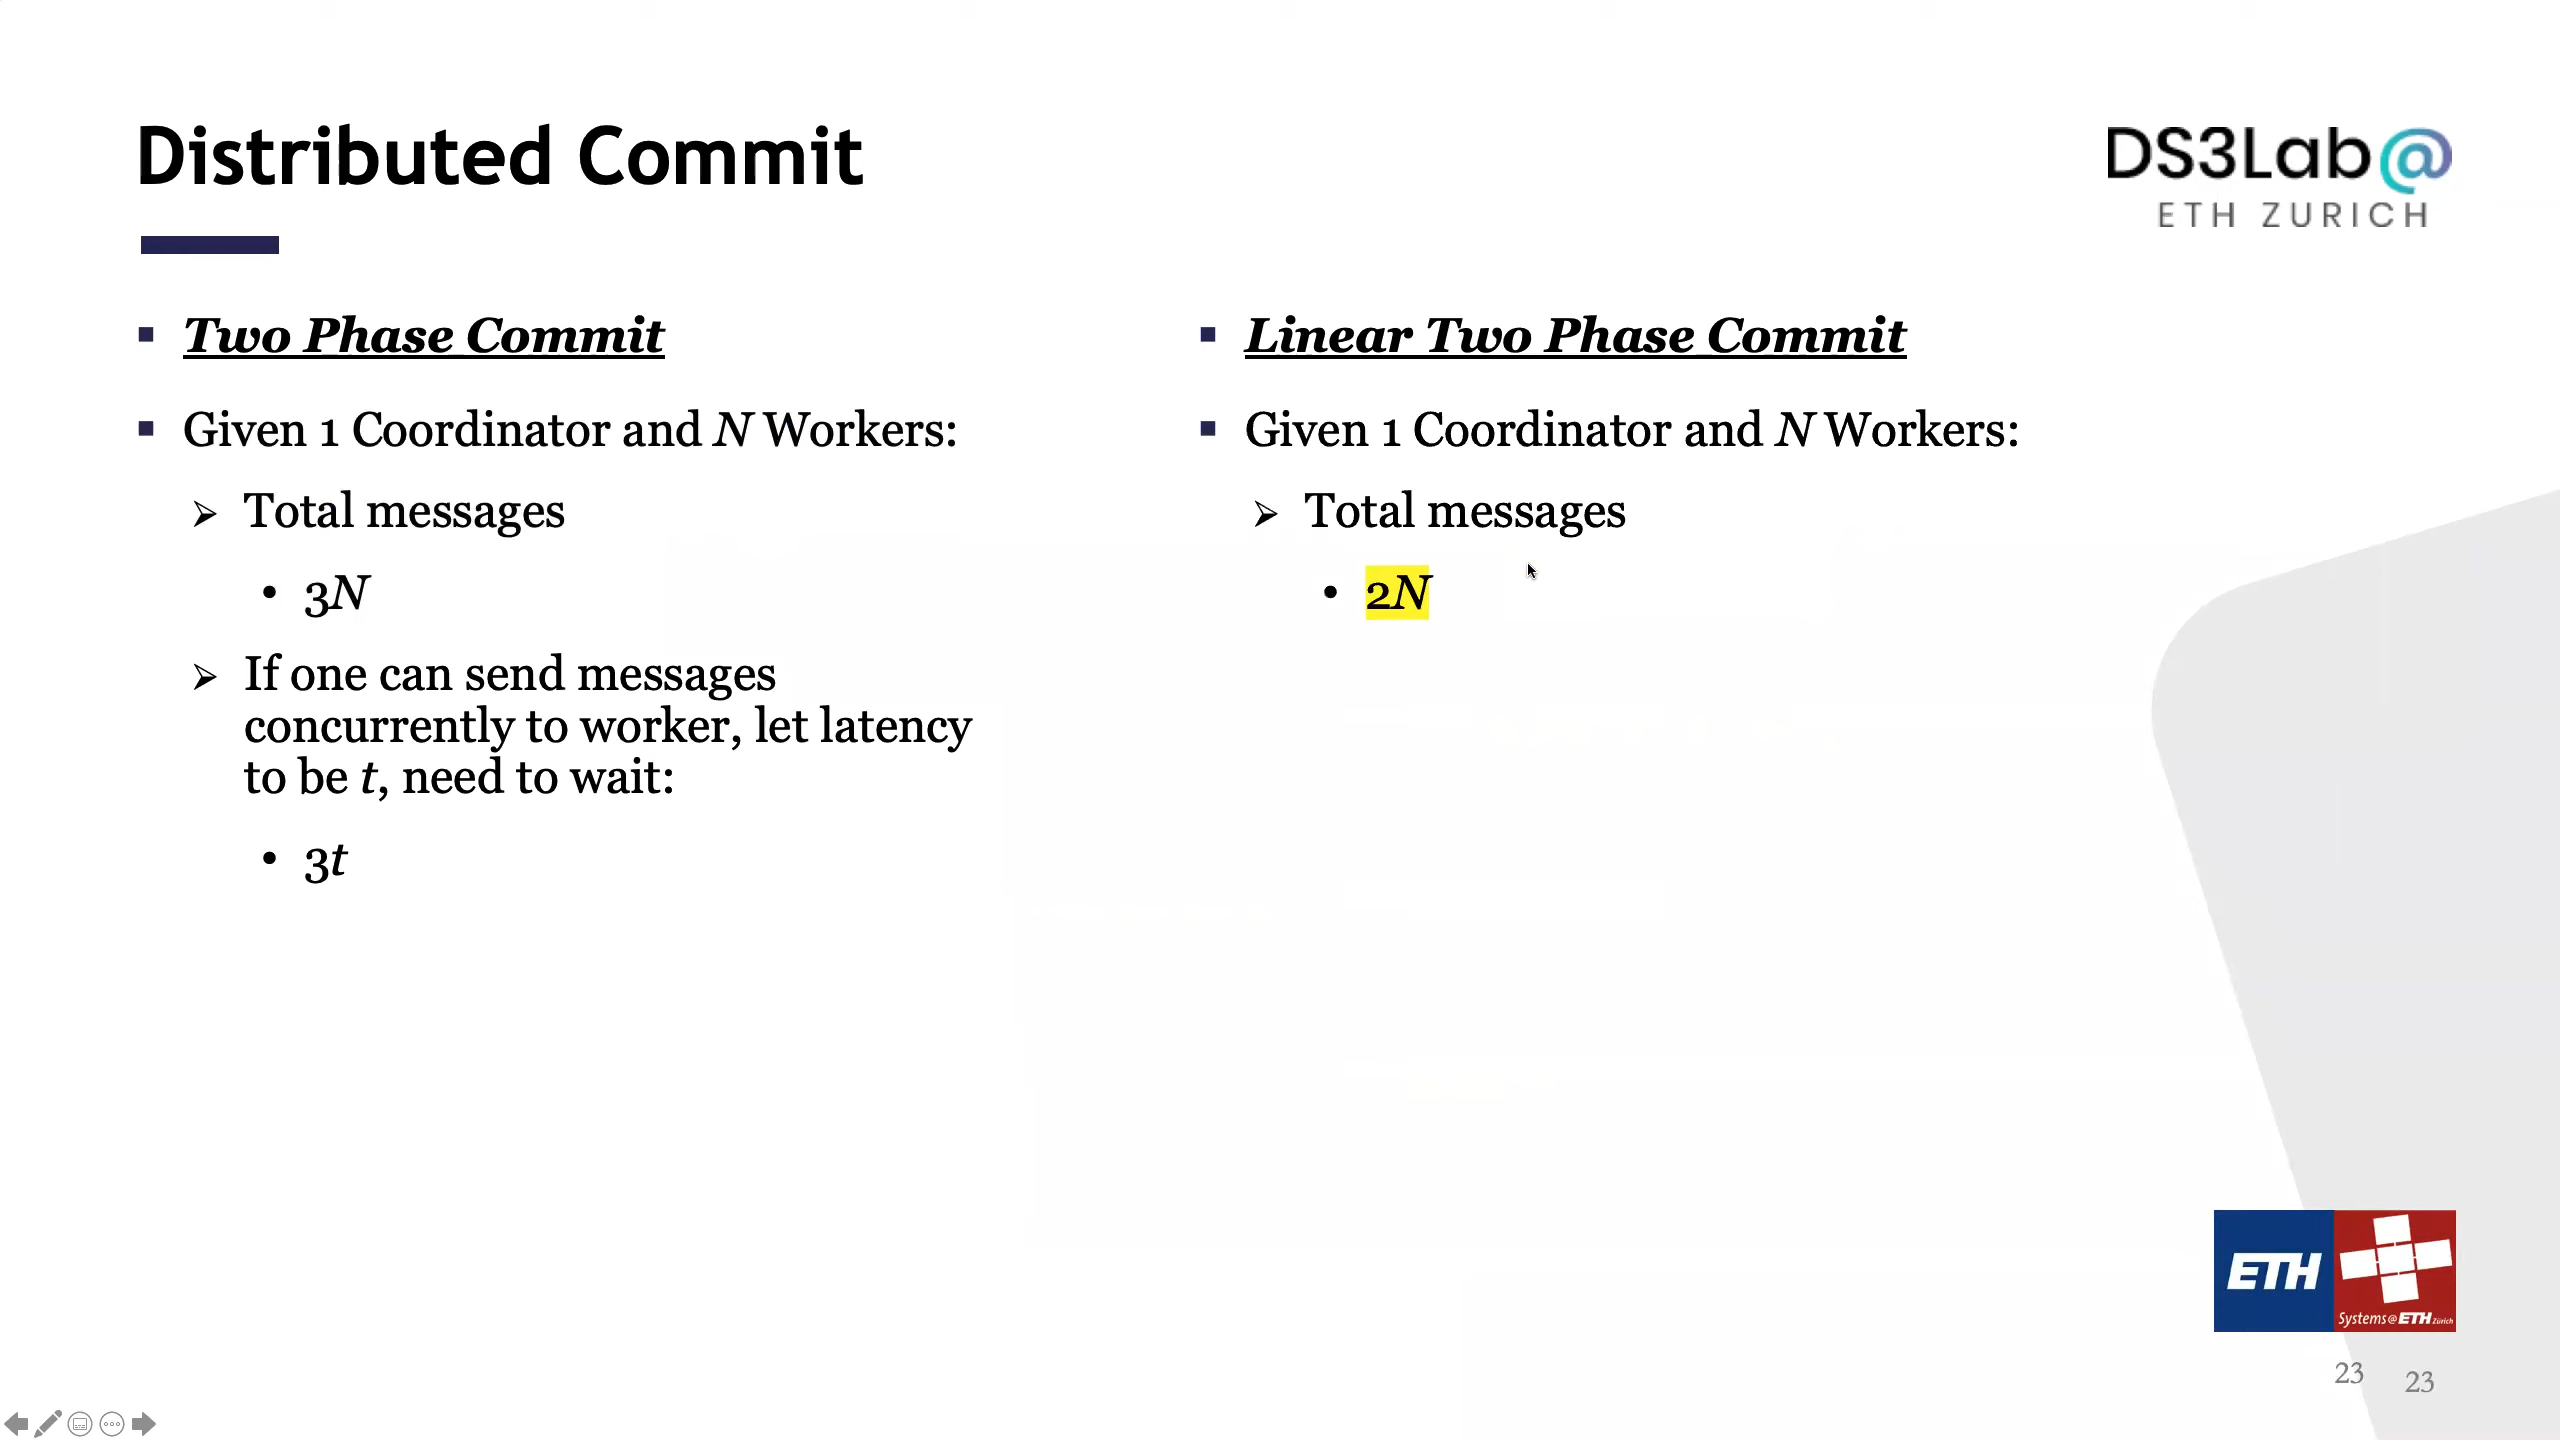 Distributed Commit
DS3Lab@
ETH ZURICH
▪ Two Phase Commit
▪ Given 1 Coordinator and N Workers:
➢ Total messages
• 3N
➢ If one can send messages
concurrently to worker, let latency
to be t, need to wait:
• 3t
▪ Linear Two Phase Commit
▪ Given 1 Coordinator and N Workers:
➢ Total messages
• 2N
ETH
Systems@ETH Zürich
23
23